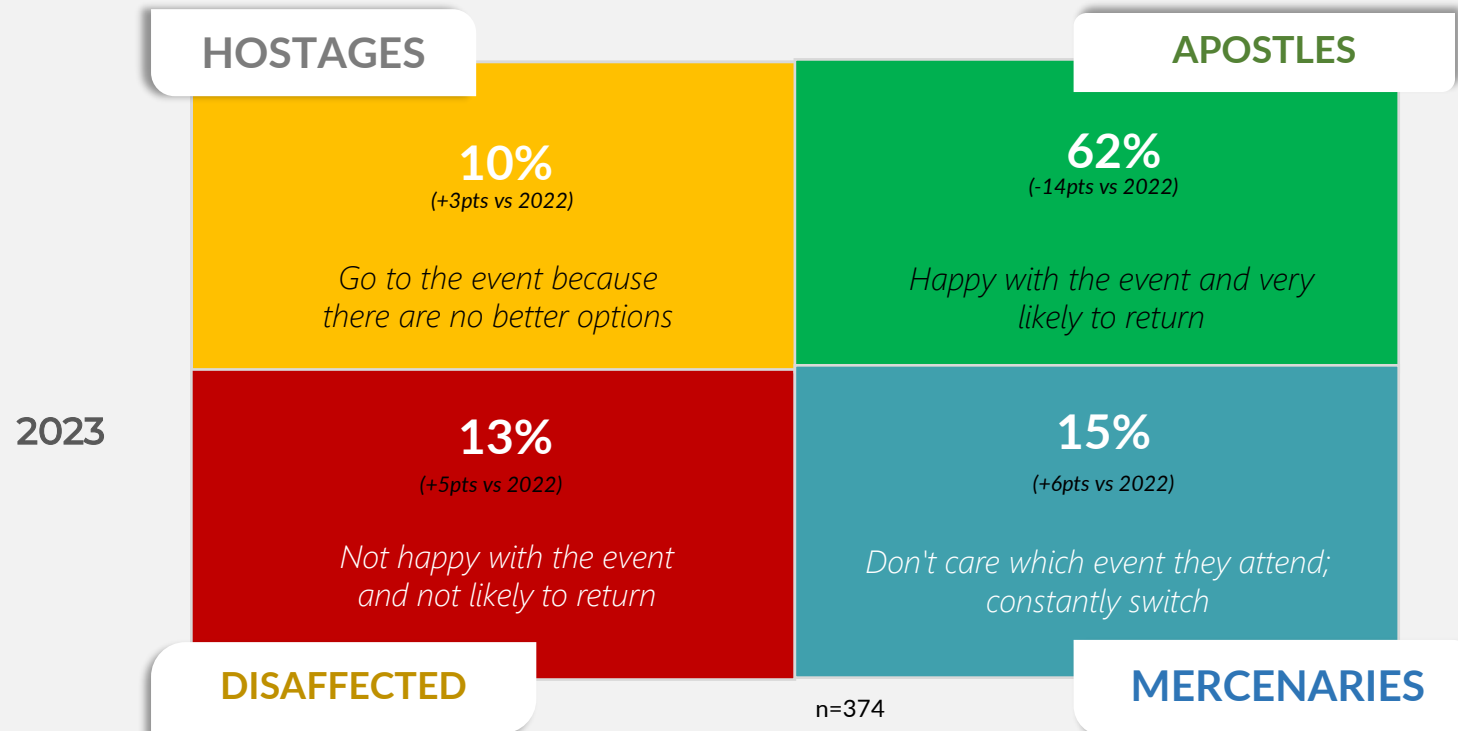 HOSTAGES
APOSTLES
10%
(+3pts vs 2022)
Go to the event because
there are no better options
62%
(-14pts vs 2022)
Happy with the event and very
likely to return
2023
13%
(+5pts vs 2022)
Not happy with the event
and not likely to return
15%
(+6pts vs 2022)
Don't care which event they attend;
constantly switch
DISAFFECTED
MERCENARIES
n=374